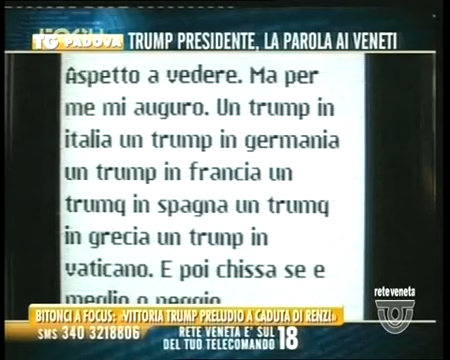 TG PADOVA
TRUMP PRESIDENTE, LA PAROLA AI VENETI
Aspetto a vedere. Ma per
me mi auguro. Un trump in
italia un trump in germania
un trump in francia un
trumq in spagna un trumq
in grecia un trunp in
vaticano. E poi chissa se e
meglio o peggio
reteveneta
BITONCI A FOCUS: «VITTORIA TRUMP PRELUDIO A CADUTA DI RENZI»
SMS 340 3218806
RETE VENETA E' SUL 18
DEL TUO TELECOMANDO